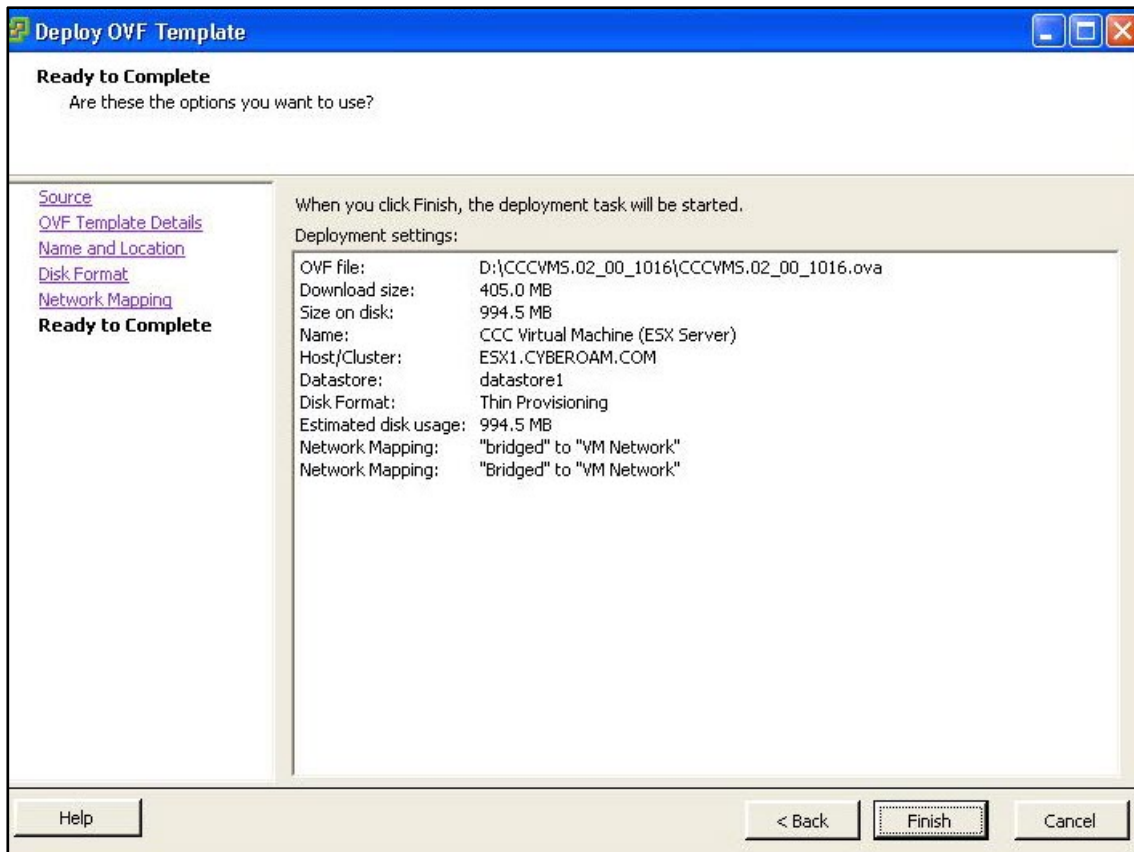 Deploy OVF Template
Ready to Complete
Are these the options you want to use?
Source
OVF Template Details
Name and Location
Disk Format
Network Mapping
Ready to Complete
When you click Finish, the deployment task will be started.
Deployment settings:
OVF file: D:\CCCVMS.02_00_1016\CCCVMS.02_00_1016.ova
Download size: 405.0 MB
Size on disk: 994.5 MB
Name: CCC Virtual Machine (ESX Server)
Host/Cluster: ESX1.CYBEROAM.COM
Datastore: datastore1
Disk Format: Thin Provisioning
Estimated disk usage: 994.5 MB
Network Mapping: "bridged" to "VM Network"
Network Mapping: "Bridged" to "VM Network"
Help
< Back
Finish
Cancel